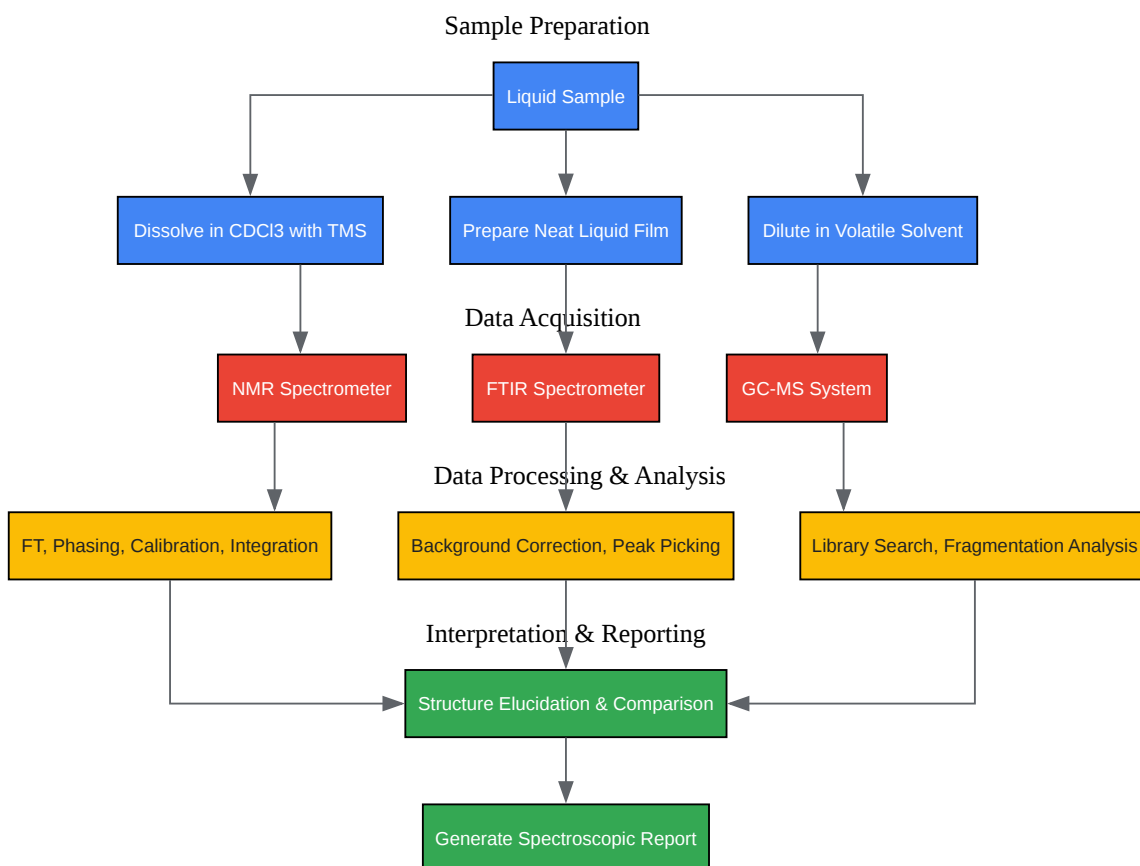 Sample Preparation
Liquid Sample
Dissolve in CDCl3 with TMS
Prepare Neat Liquid Film
Dilute in Volatile Solvent
Data Acquisition
NMR Spectrometer
FTIR Spectrometer
GC-MS System
Data Processing & Analysis
FT, Phasing, Calibration, Integration
Background Correction, Peak Picking
Library Search, Fragmentation Analysis
Interpretation & Reporting
Structure Elucidation & Comparison
Generate Spectroscopic Report